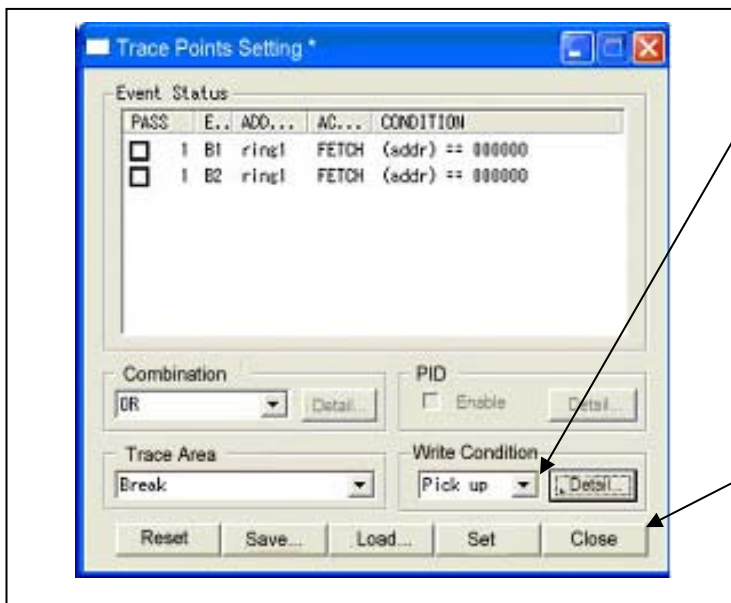 Trace Points Setting *
Event Status
PASS E.. ADD... AC... CONDITION
1 B1 ring1 FETCH (addr) == 000000
1 B2 ring1 FETCH (addr) == 000000
Combination
OR Detail...
PID
Enable Detail...
Trace Area
Break
Write Condition
Pick up Detail...
Reset Save... Load... Set Close